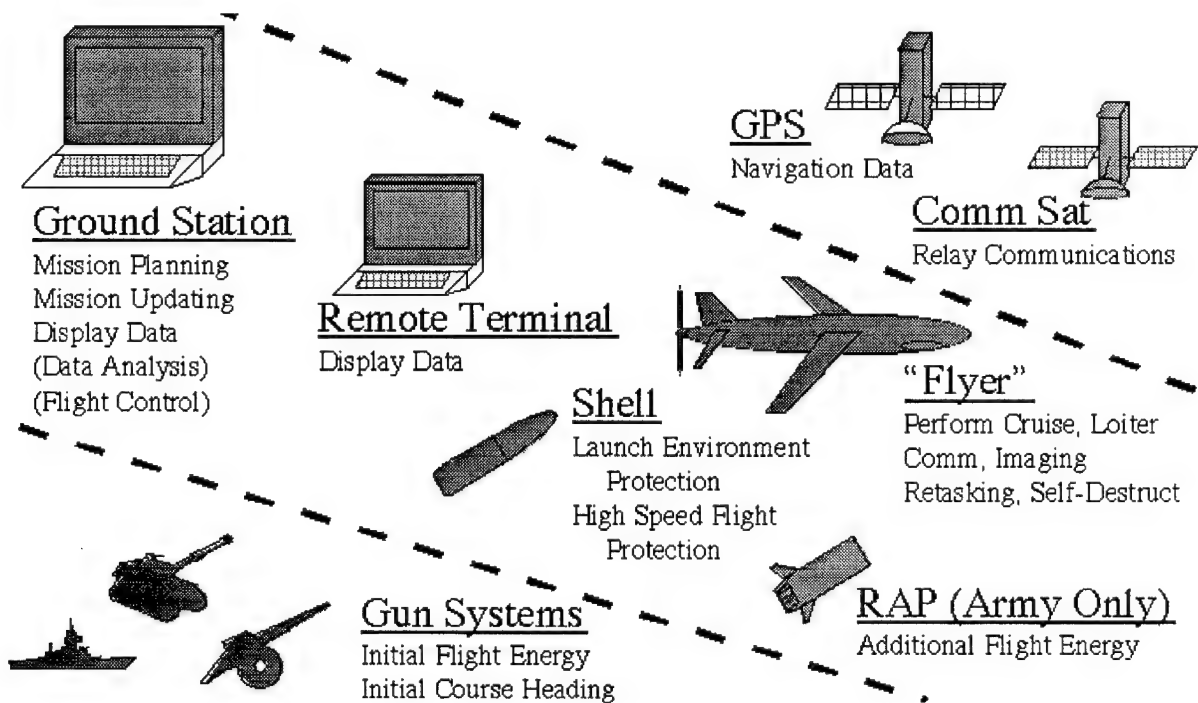 Ground Station
Mission Planning
Mission Updating
Display Data
(Data Analysis)
(Flight Control)
Remote Terminal
Display Data
GPS
Navigation Data
Comm Sat
Relay Communications
"Flyer"
Perform Cruise, Loiter
Comm, Imaging
Retasking, Self-Destruct
Shell
Launch Environment
Protection
High Speed Flight
Protection
Gun Systems
Initial Flight Energy
Initial Course Heading
RAP (Army Only)
Additional Flight Energy